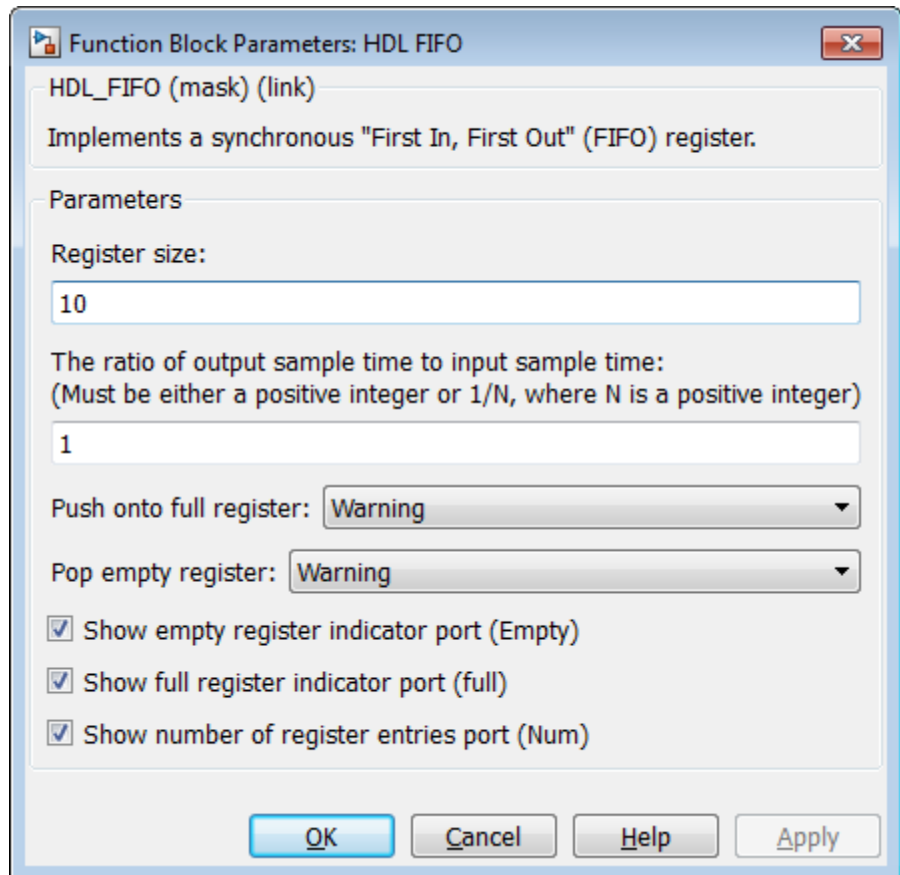 Function Block Parameters: HDL FIFO
HDL_FIFO (mask) (link)
Implements a synchronous "First In, First Out" (FIFO) register.
Parameters
Register size:
10
The ratio of output sample time to input sample time:
(Must be either a positive integer or 1/N, where N is a positive integer)
1
Push onto full register: Warning
Pop empty register: Warning
Show empty register indicator port (Empty)
Show full register indicator port (full)
Show number of register entries port (Num)
OK Cancel Help Apply